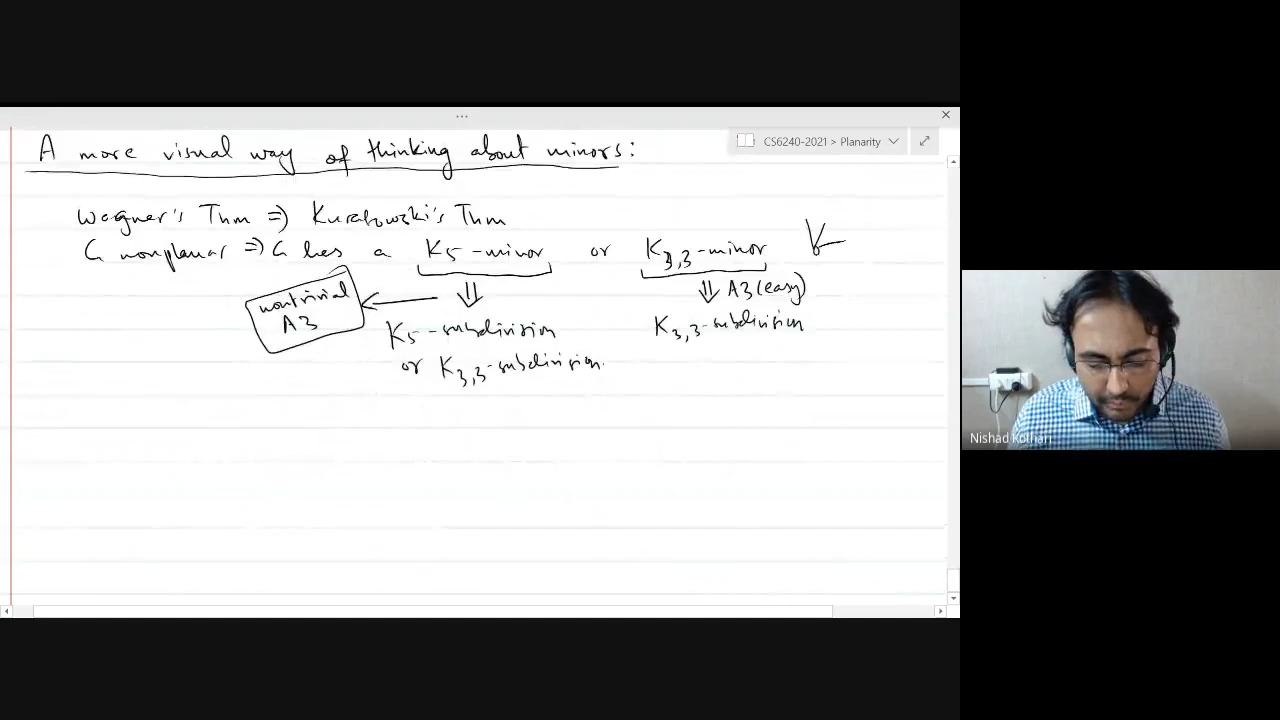 CS6240-2021 > Planarity
A more visual way of thinking about minors:
Wagner's Thm ⇒ Kuratowski's Thm
G nonplanar ⇒ G has a K5-minor or K3,3-minor
nontrivial
A3
A3 (easy)
K5-subdivision
or K3,3-subdivision.
K3,3-subdivision
Nishad Kothari